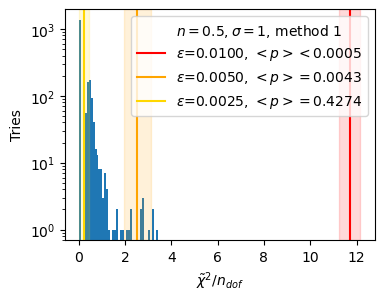 n = 0.5, σ = 1, method 1
ε=0.0100, < p > <0.0005
ε=0.0050, < p > =0.0043
ε=0.0025, < p > =0.4274
Tries
10³
10²
10¹
10⁰
0 2 4 6 8 10 12
χ̃²/n_dof